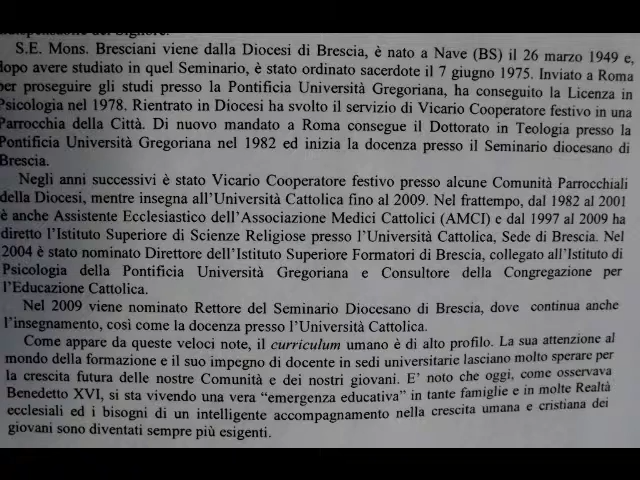 del Signore.
S.E. Mons. Bresciani viene dalla Diocesi di Brescia, è nato a Nave (BS) il 26 marzo 1949 e,
dopo avere studiato in quel Seminario, è stato ordinato sacerdote il 7 giugno 1975. Inviato a Roma
per proseguire gli studi presso la Pontificia Università Gregoriana, ha conseguito la Licenza in
Psicologia nel 1978. Rientrato in Diocesi ha svolto il servizio di Vicario Cooperatore festivo in una
Parrocchia della Città. Di nuovo mandato a Roma consegue il Dottorato in Teologia presso la
Pontificia Università Gregoriana nel 1982 ed inizia la docenza presso il Seminario diocesano di
Brescia.
Negli anni successivi è stato Vicario Cooperatore festivo presso alcune Comunità Parrocchiali
della Diocesi, mentre insegna all'Università Cattolica fino al 2009. Nel frattempo, dal 1982 al 2001
è anche Assistente Ecclesiastico dell'Associazione Medici Cattolici (AMCI) e dal 1997 al 2009 ha
diretto l'Istituto Superiore di Scienze Religiose presso l'Università Cattolica, Sede di Brescia. Nel
2004 è stato nominato Direttore dell'Istituto Superiore Formatori di Brescia, collegato all'Istituto di
Psicologia della Pontificia Università Gregoriana e Consultore della Congregazione per
l'Educazione Cattolica.
Nel 2009 viene nominato Rettore del Seminario Diocesano di Brescia, dove continua anche
l'insegnamento, così come la docenza presso l'Università Cattolica.
Come appare da queste veloci note, il curriculum umano è di alto profilo. La sua attenzione al
mondo della formazione e il suo impegno di docente in sedi universitarie lasciano molto sperare per
la crescita futura delle nostre Comunità e dei nostri giovani. E' noto che oggi, come osservava
Benedetto XVI, si sta vivendo una vera “emergenza educativa” in tante famiglie e in molte Realtà
ecclesiali ed i bisogni di un intelligente accompagnamento nella crescita umana e cristiana dei
giovani sono diventati sempre più esigenti.